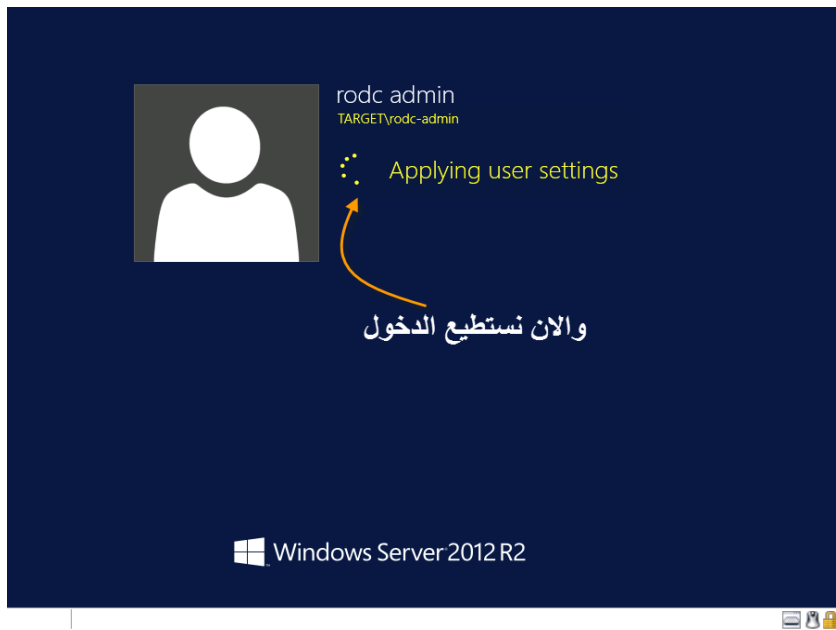 rodc admin
TARGET\rodc-admin
Applying user settings
والان نستطيع الدخول
Windows Server 2012 R2